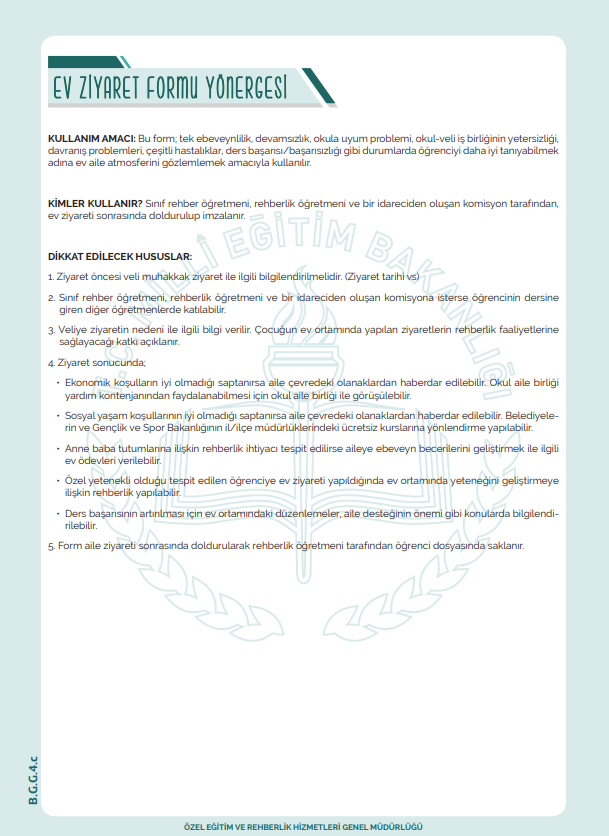 EV ZİYARET FORMU YÖNERGESİ
KULLANIM AMACI: Bu form; tek ebeveynlilik, devamsızlık, okula uyum problemi, okul-veli iş birliğinin yetersizliği,
davranış problemleri, çeşitli hastalıklar, ders başarısı/başarısızlığı gibi durumlarda öğrenciyi daha iyi tanıyabilmek
adına ev aile atmosferini gözlemlemek amacıyla kullanılır.
KİMLER KULLANIR? Sınıf rehber öğretmeni, rehberlik öğretmeni ve bir idareciden oluşan komisyon tarafından,
ev ziyareti sonrasında doldurulup imzalanır.
DİKKAT EDİLECEK HUSUSLAR:
1. Ziyaret öncesi veli muhakkak ziyaret ile ilgili bilgilendirilmelidir. (Ziyaret tarihi vs)
2. Sınıf rehber öğretmeni, rehberlik öğretmeni ve bir idareciden oluşan komisyona isterse öğrencinin dersine
giren diğer öğretmenlerde katılabilir.
3. Veliye ziyaretin nedeni ile ilgili bilgi verilir. Çocuğun ev ortamında yapılan ziyaretlerin rehberlik faaliyetlerine
sağlayacağı katkı açıklanır.
4. Ziyaret sonucunda;
• Ekonomik koşulların iyi olmadığı saptanırsa aile çevredeki olanaklardan haberdar edilebilir. Okul aile birliği
yardım kontenjanından faydalanabilmesi için okul aile birliği ile görüşülebilir.
• Sosyal yaşam koşullarının iyi olmadığı saptanırsa aile çevredeki olanaklardan haberdar edilebilir. Belediyele-
rin ve Gençlik ve Spor Bakanlığının il/ilçe müdürlüklerindeki ücretsiz kurslarına yönlendirme yapılabilir.
• Anne baba tutumlarına ilişkin rehberlik ihtiyacı tespit edilirse aileye ebeveyn becerilerini geliştirmek ile ilgili
ev ödevleri verilebilir.
• Özel yetenekli olduğu tespit edilen öğrenciye ev ziyareti yapıldığında ev ortamında yeteneğini geliştirmeye
ilişkin rehberlik yapılabilir.
• Ders başarısının artırılması için ev ortamındaki düzenlemeler, aile desteğinin önemi gibi konularda bilgilendi-
rilebilir.
5. Form aile ziyareti sonrasında doldurularak rehberlik öğretmeni tarafından öğrenci dosyasında saklanır.
T.C. MİLLÎ EĞİTİM BAKANLIĞI
B.G.G.4.c
ÖZEL EĞİTİM VE REHBERLİK HİZMETLERİ GENEL MÜDÜRLÜĞÜ